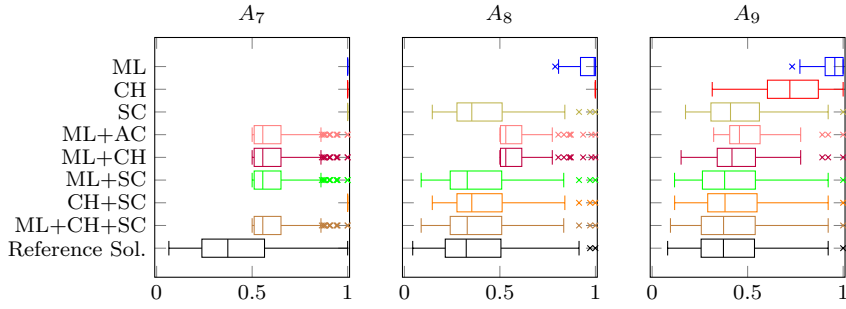 A7 A8 A9
ML
CH
SC
ML+AC
ML+CH
ML+SC
CH+SC
ML+CH+SC
Reference Sol.
0 0.5 1 0 0.5 1 0 0.5 1